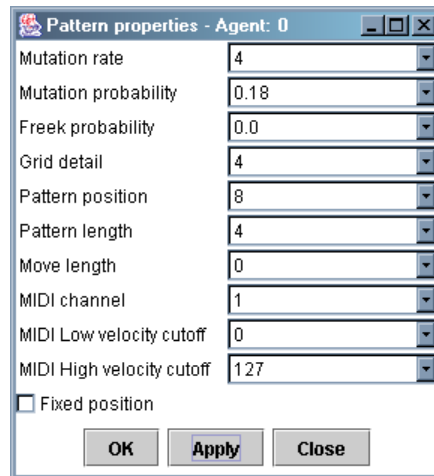 Pattern properties - Agent: 0
Mutation rate 4
Mutation probability 0.18
Freek probability 0.0
Grid detail 4
Pattern position 8
Pattern length 4
Move length 0
MIDI channel 1
MIDI Low velocity cutoff 0
MIDI High velocity cutoff 127
Fixed position
OK Apply Close